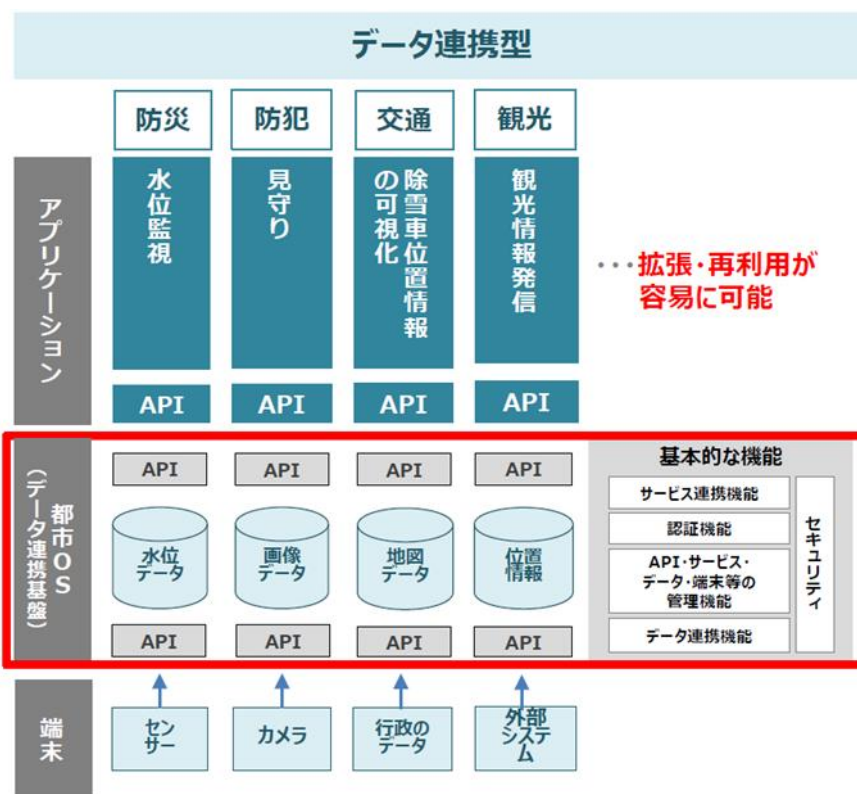 データ連携型
防災
防犯
交通
観光
アプリケーション
水位監視
見守り
除雪車位置情報
の可視化
観光情報発信
・・・拡張・再利用が
容易に可能
API
API
API
API
都市OS
（データ連携基盤）
API
API
API
API
水位
データ
画像
データ
地図
データ
位置
情報
API
API
API
API
基本的な機能
サービス連携機能
認証機能
API・サービス・
データ・端末等の
管理機能
データ連携機能
セキュリティ
端末
セン
サー
カメラ
行政の
データ
外部
システ
ム